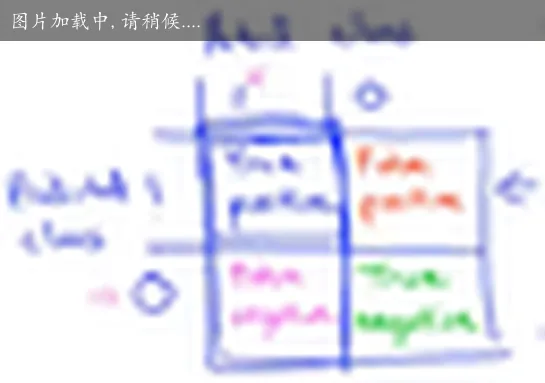 图片加载中, 请稍候....
Actual class
1
0
Predicted 1
class
True
positive
False
positive
0
False
negative
True
negative